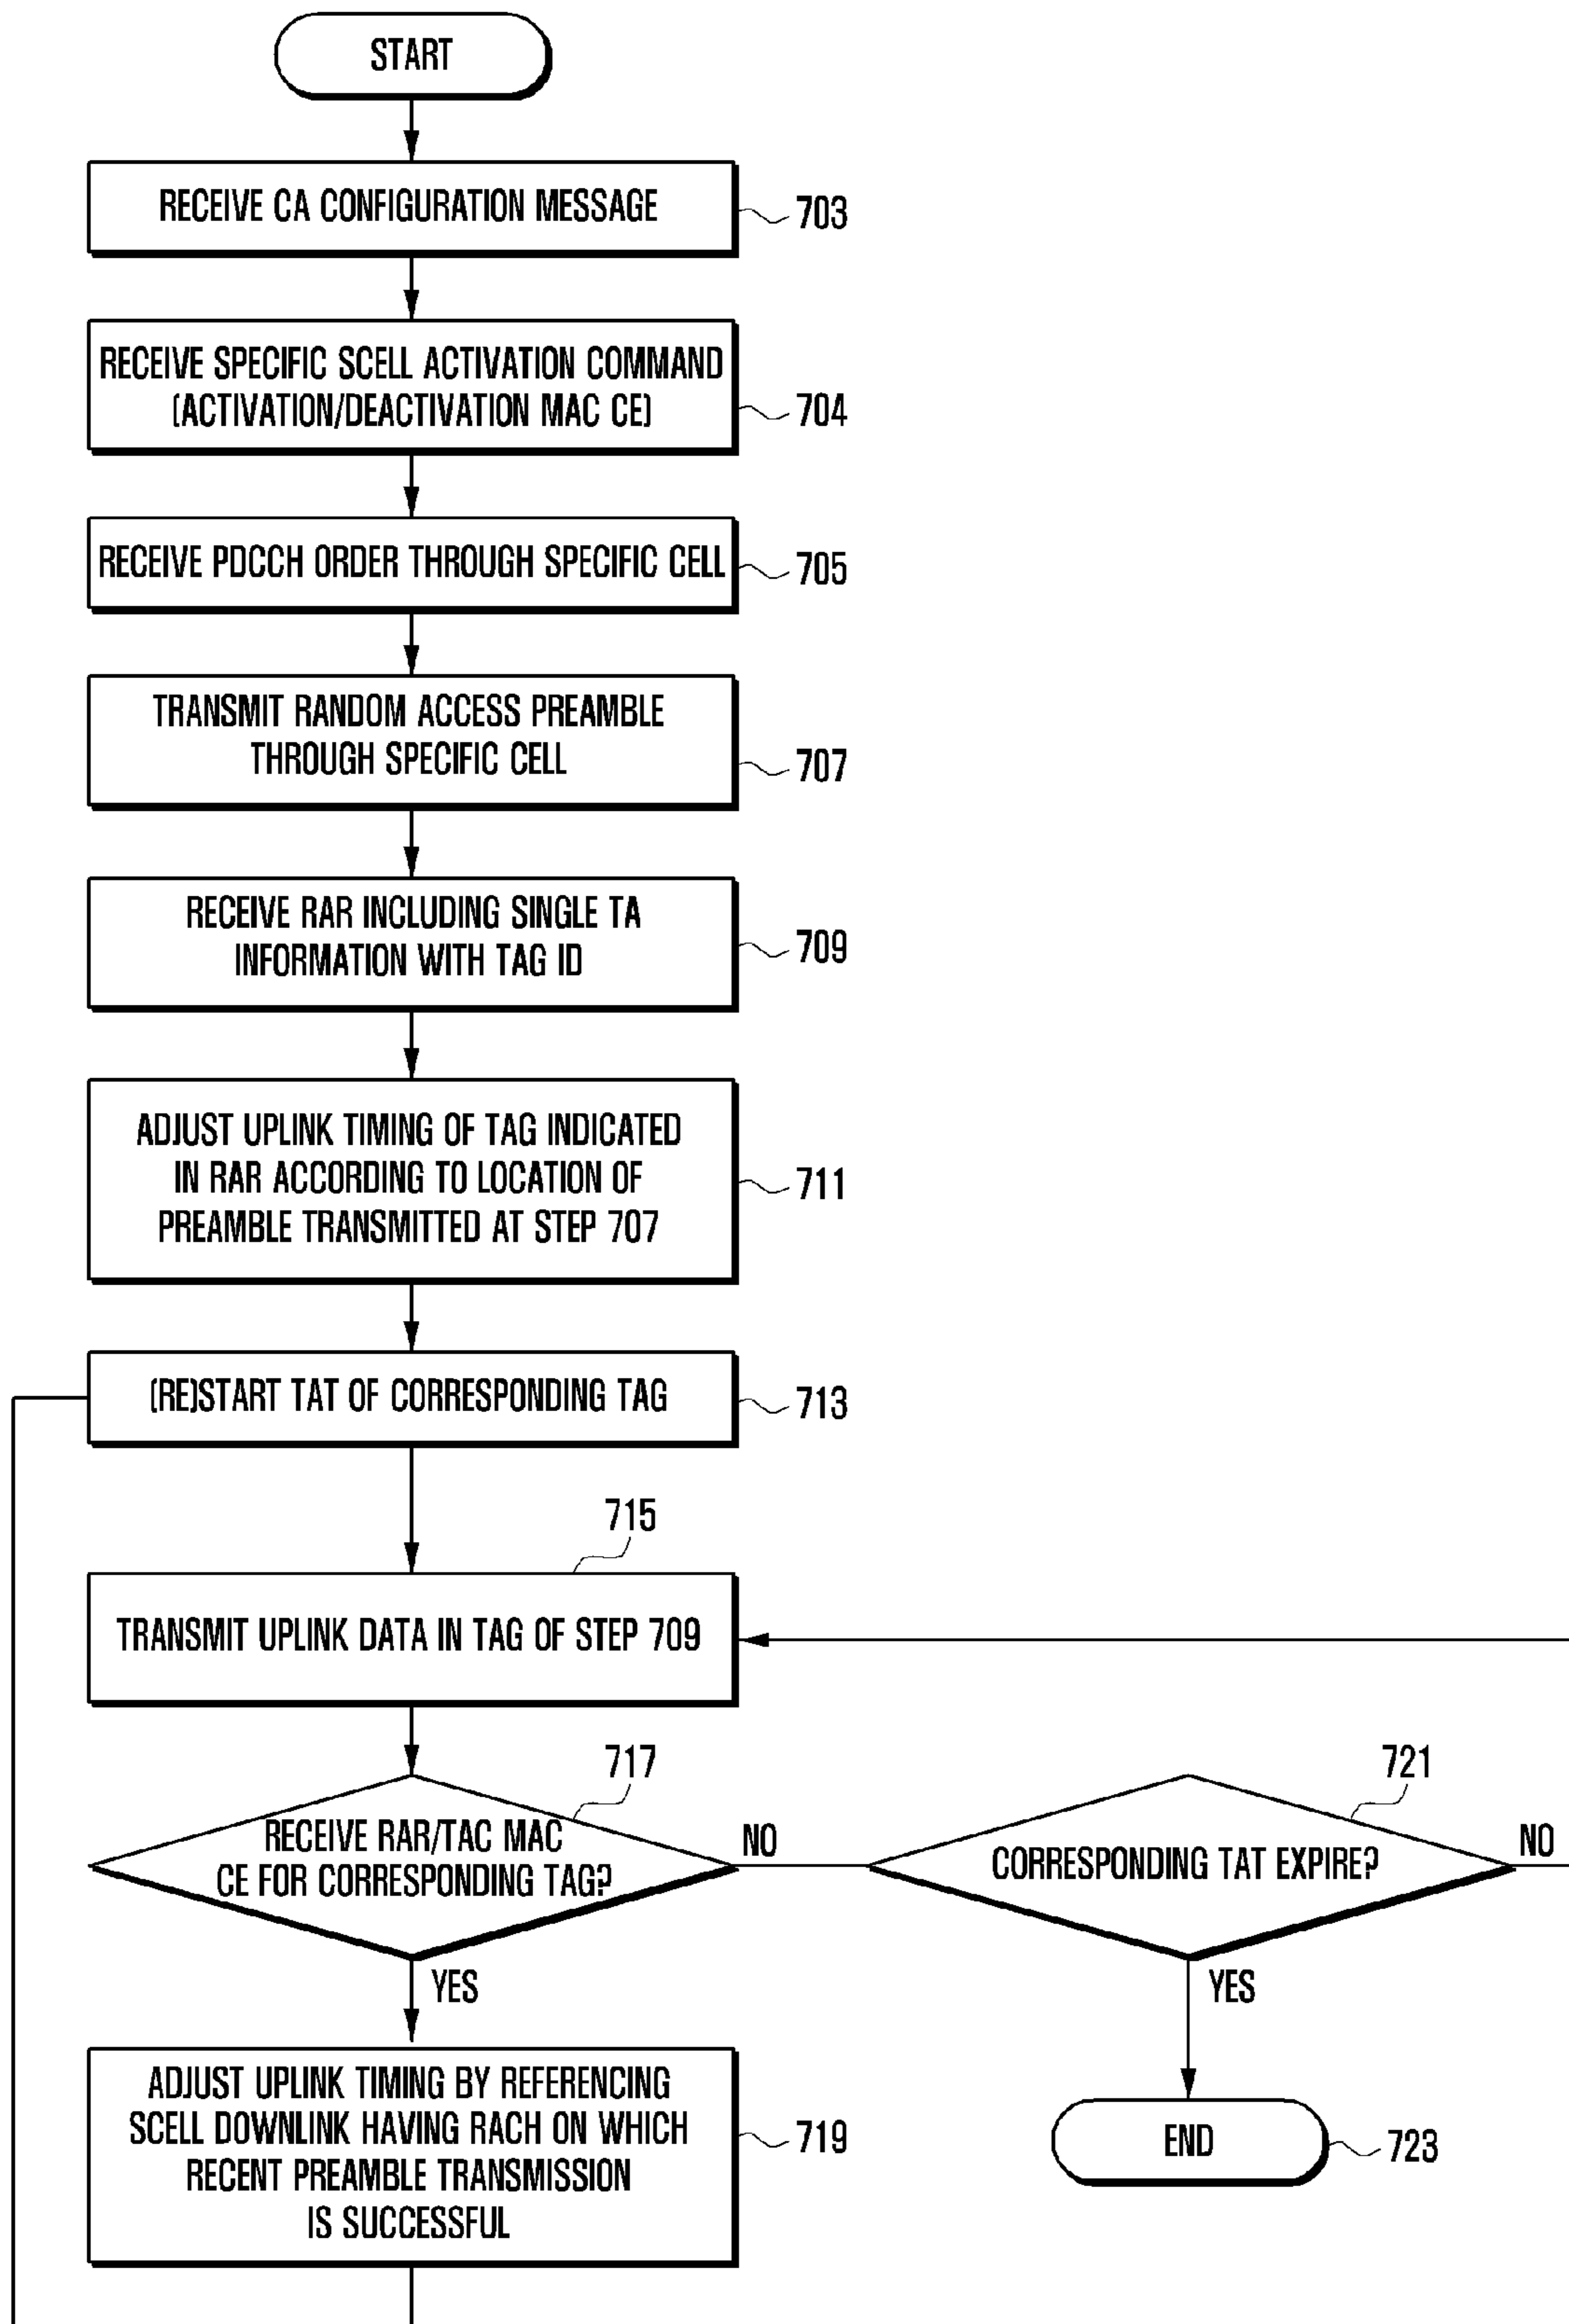 START
RECEIVE CA CONFIGURATION MESSAGE
703
RECEIVE SPECIFIC SCELL ACTIVATION COMMAND
(ACTIVATION/DEACTIVATION MAC CE)
704
RECEIVE PDCCH ORDER THROUGH SPECIFIC CELL
705
TRANSMIT RANDOM ACCESS PREAMBLE
THROUGH SPECIFIC CELL
707
RECEIVE RAR INCLUDING SINGLE TA
INFORMATION WITH TAG ID
709
ADJUST UPLINK TIMING OF TAG INDICATED
IN RAR ACCORDING TO LOCATION OF
PREAMBLE TRANSMITTED AT STEP 707
711
(RE)START TAT OF CORRESPONDING TAG
713
715
TRANSMIT UPLINK DATA IN TAG OF STEP 709
717
RECEIVE RAR/TAC MAC
CE FOR CORRESPONDING TAG?
NO
721
CORRESPONDING TAT EXPIRE?
NO
YES
YES
ADJUST UPLINK TIMING BY REFERENCING
SCELL DOWNLINK HAVING RACH ON WHICH
RECENT PREAMBLE TRANSMISSION
IS SUCCESSFUL
719
END
723